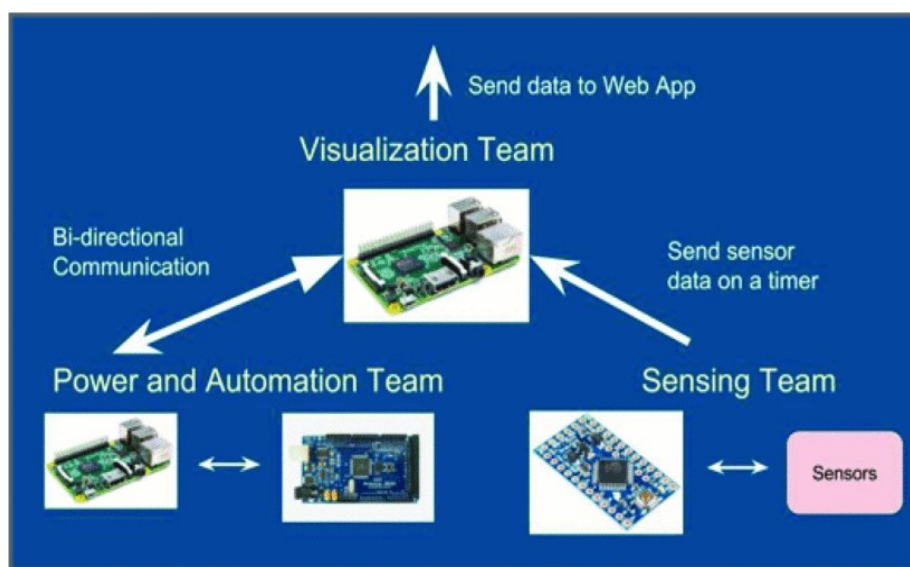 Send data to Web App
Visualization Team
Bi-directional
Communication
Send sensor
data on a timer
Power and Automation Team
Sensing Team
Sensors